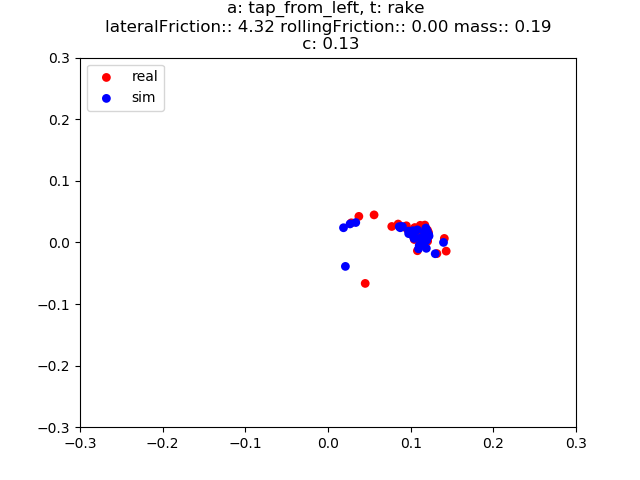 a: tap_from_left, t: rake
lateralFriction:: 4.32 rollingFriction:: 0.00 mass:: 0.19
c: 0.13
real
sim
0.3
0.2
0.1
0.0
−0.1
−0.2
−0.3
−0.3
−0.2
−0.1
0.0
0.1
0.2
0.3